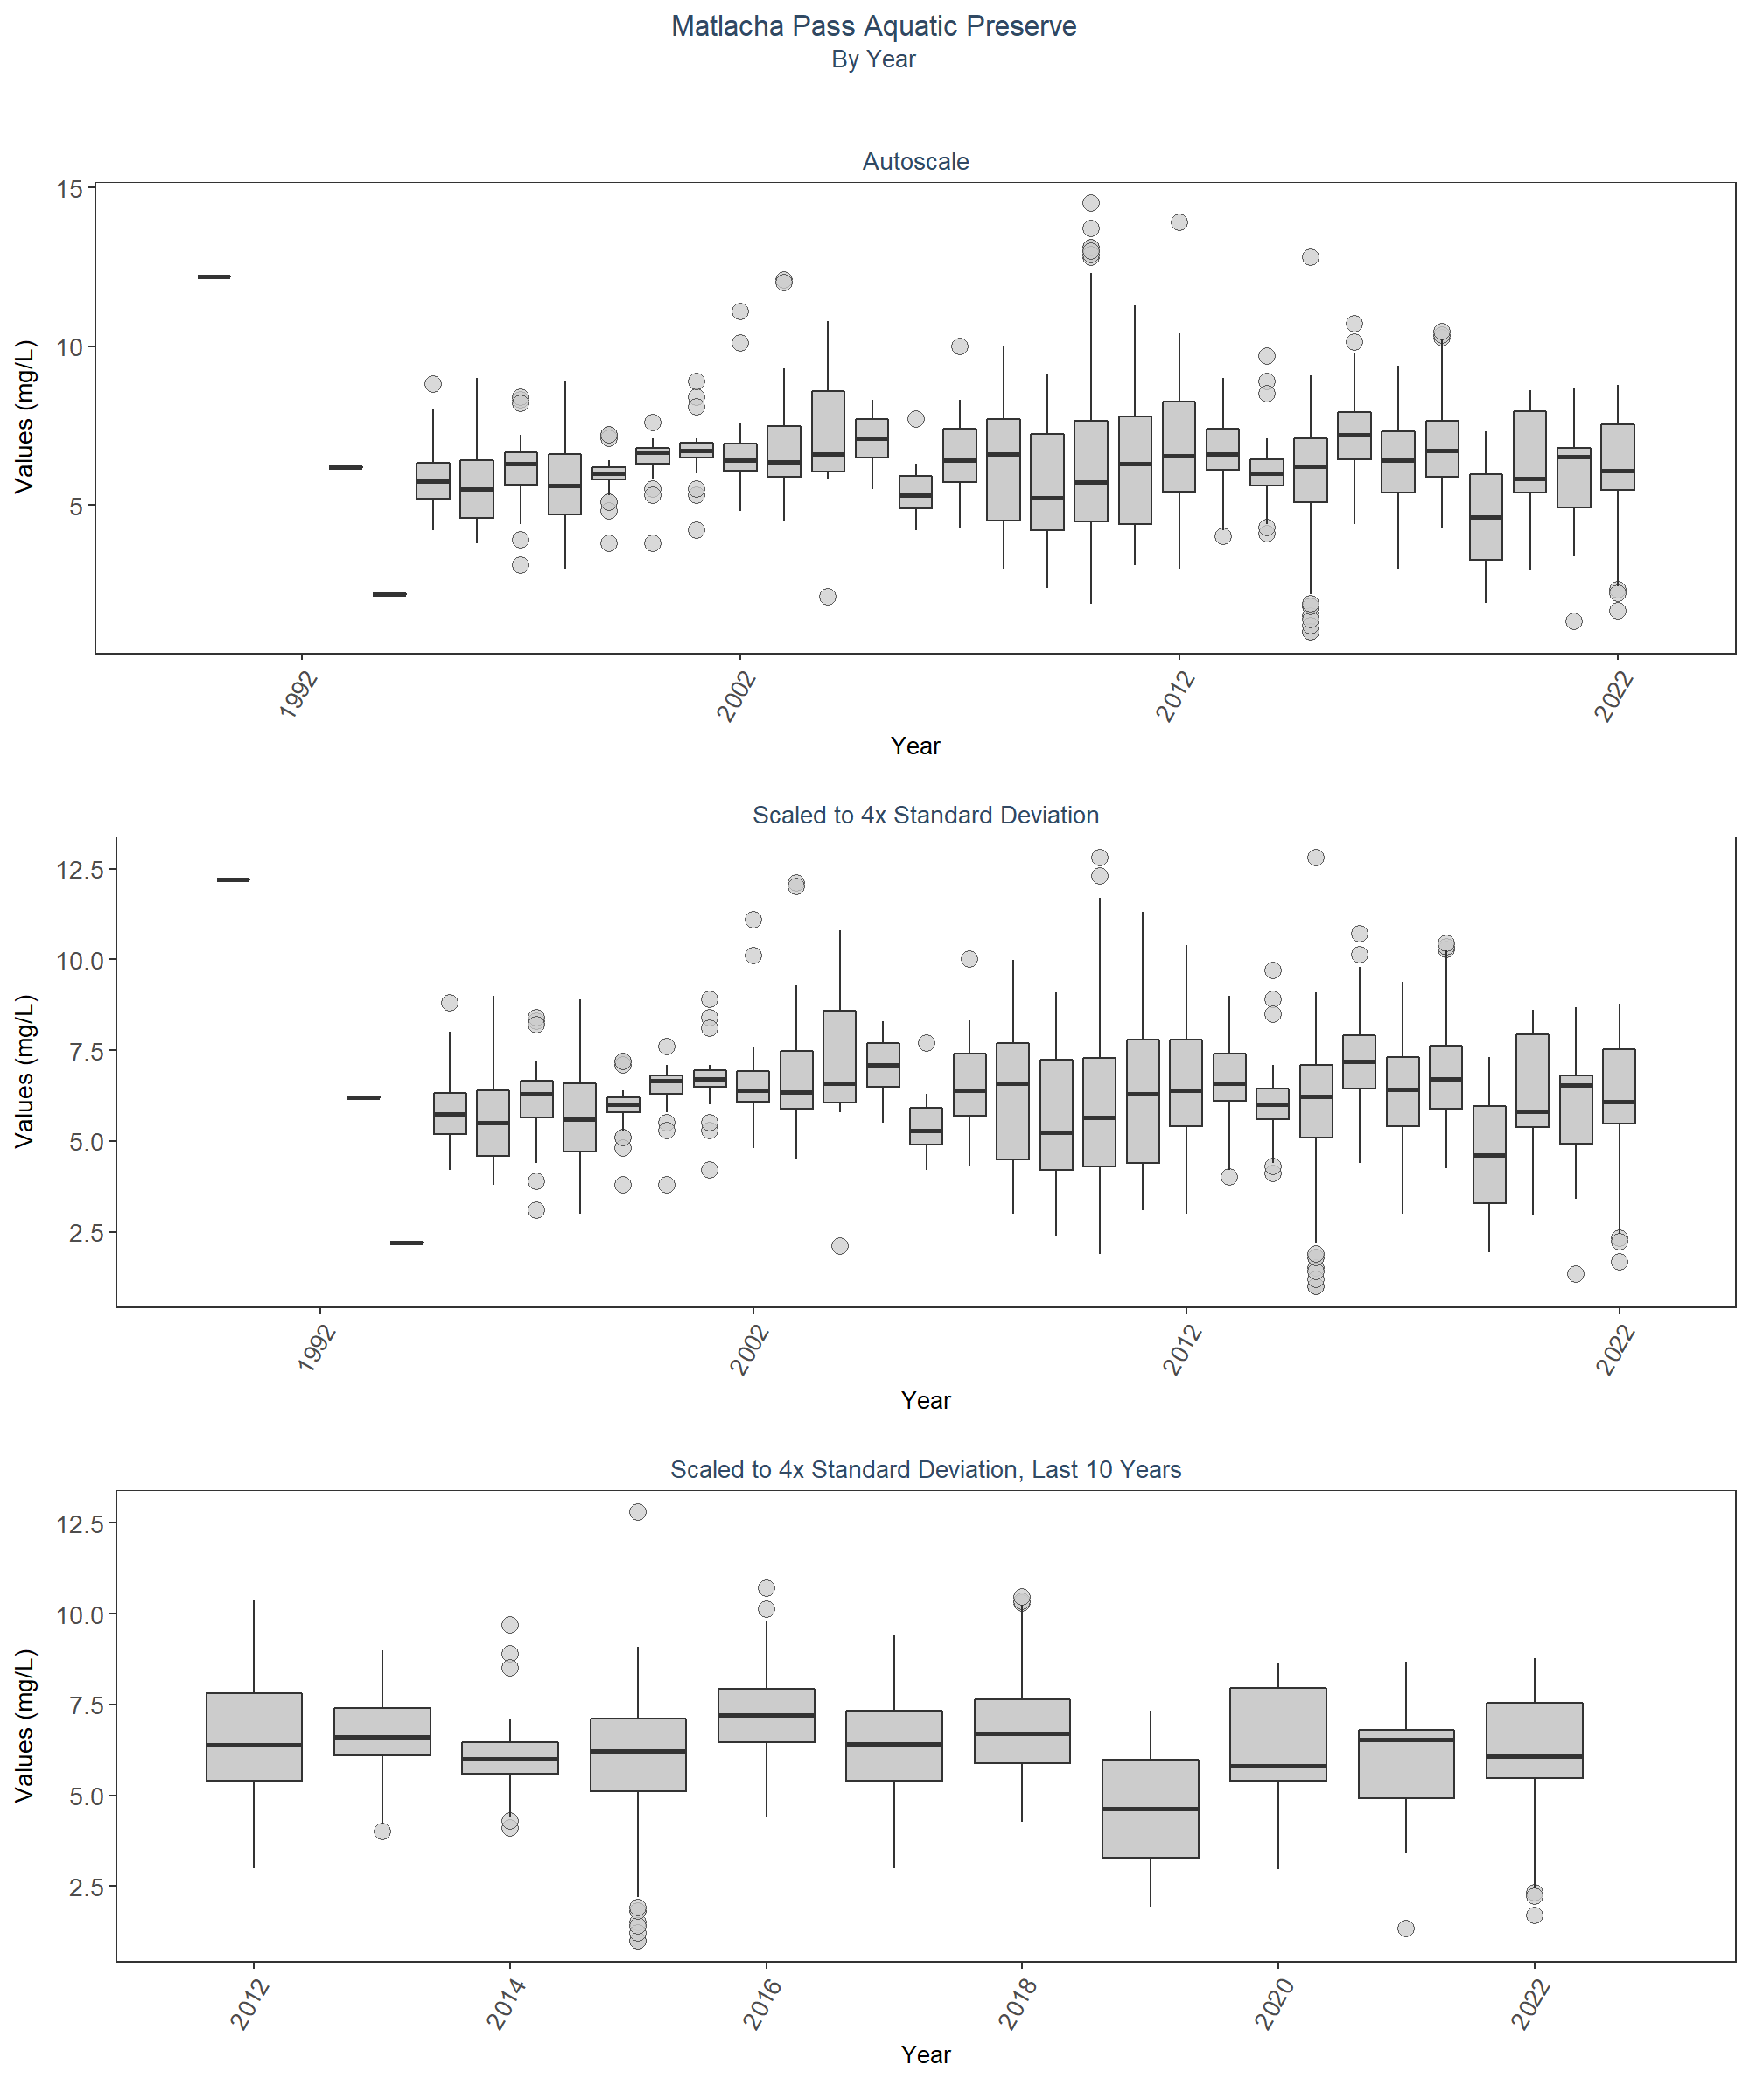 Matlacha Pass Aquatic Preserve
By Year
Autoscale
15
10
5
Values (mg/L)
1992
2002
2012
2022
Year
Scaled to 4x Standard Deviation
12.5
10.0
7.5
5.0
2.5
Values (mg/L)
1992
2002
2012
2022
Year
Scaled to 4x Standard Deviation, Last 10 Years
12.5
10.0
7.5
5.0
2.5
Values (mg/L)
2012
2014
2016
2018
2020
2022
Year